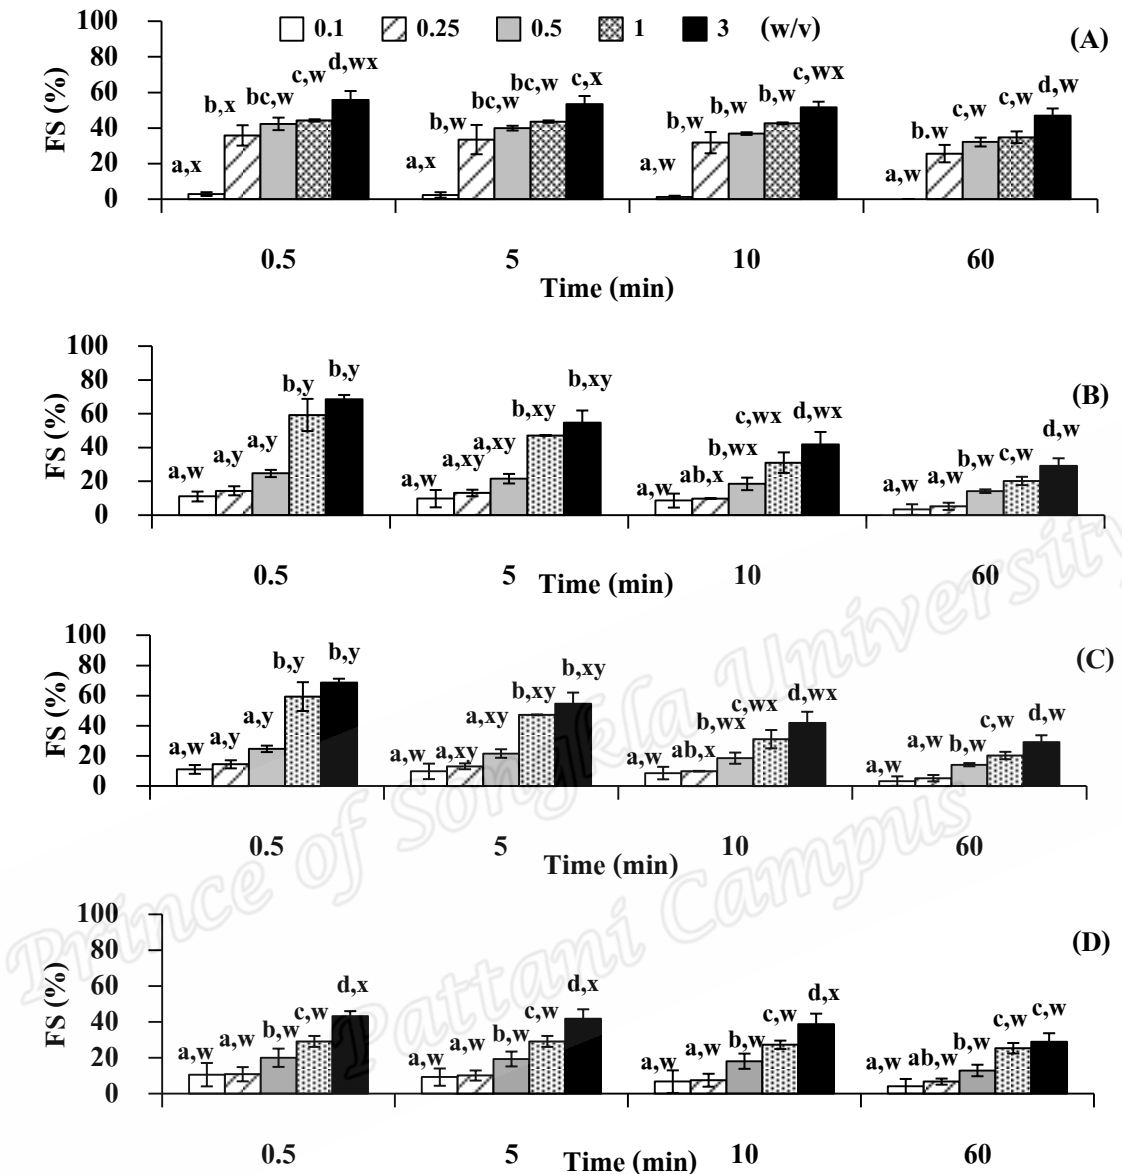 0.1 0.25 0.5 1 3 (w/v)
(A)
FS (%)
100
80
60
40
20
0
a,x b,x bc,w c,w d,wx
a,x b,w bc,w bc,w c,x
a,w b,w b,w b,w c,wx
a,w b.w c,w c,w d,w
0.5 5 10 60
Time (min)
(B)
FS (%)
100
80
60
40
20
0
a,w a,y a,y b,y b,y
a,w a,xy a,xy b,xy b,xy
a,w ab,x b,wx c,wx d,wx
a,w a,w b,w c,w d,w
0.5 5 10 60
Time (min)
(C)
FS (%)
100
80
60
40
20
0
a,w a,y a,y b,y b,y
a,w a,xy a,xy b,xy b,xy
a,w ab,x b,wx c,wx d,wx
a,w a,w b,w c,w d,w
0.5 5 10 60
Time (min)
(D)
FS (%)
100
80
60
40
20
0
a,w a,w b,w c,w d,x
a,w a,w b,w c,w d,x
a,w a,w b,w c,w d,x
a,w ab,w b,w c,w c,w
0.5 5 10 60
Time (min)
Prince of Songkla University
Pattani Campus